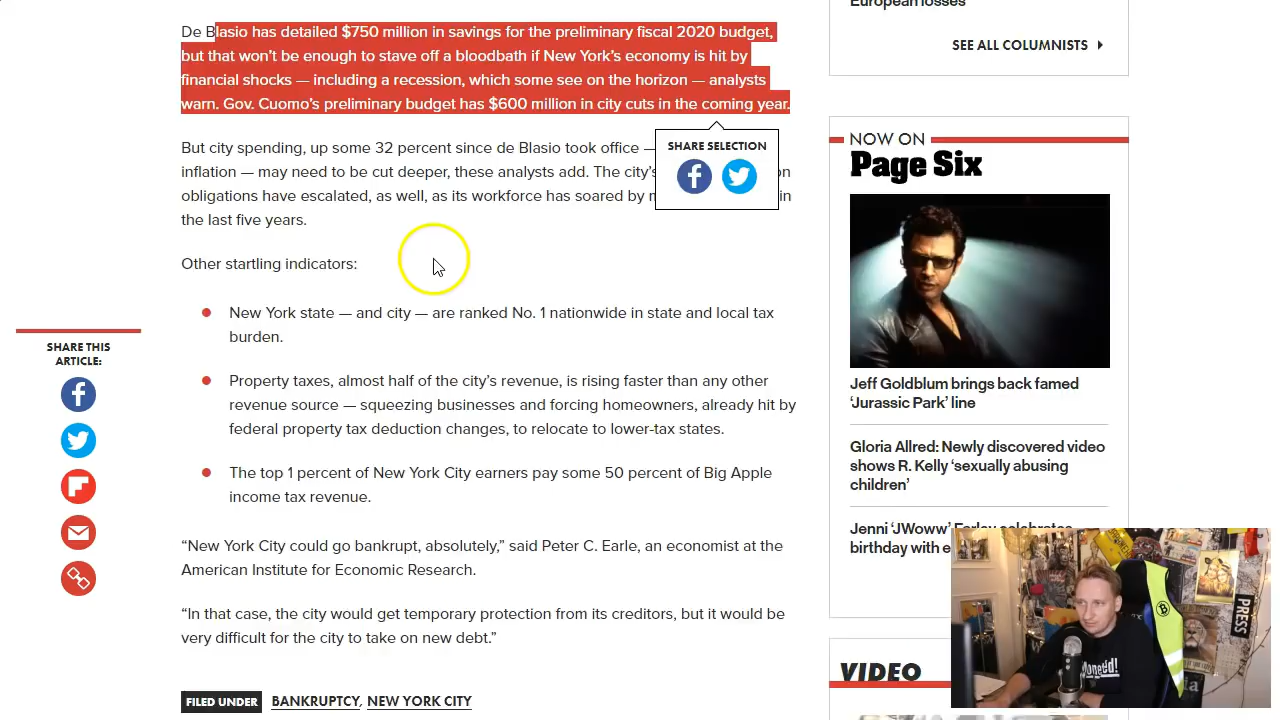 European losses
SEE ALL COLUMNISTS
De Blasio has detailed $750 million in savings for the preliminary fiscal 2020 budget,
but that won’t be enough to stave off a bloodbath if New York’s economy is hit by
financial shocks — including a recession, which some see on the horizon — analysts
warn. Gov. Cuomo’s preliminary budget has $600 million in city cuts in the coming year.
SHARE SELECTION
But city spending, up some 32 percent since de Blasio took office —
inflation — may need to be cut deeper, these analysts add. The city’s on
obligations have escalated, as well, as its workforce has soared by in
the last five years.
Other startling indicators:
New York state — and city — are ranked No. 1 nationwide in state and local tax
burden.
Property taxes, almost half of the city’s revenue, is rising faster than any other
revenue source — squeezing businesses and forcing homeowners, already hit by
federal property tax deduction changes, to relocate to lower-tax states.
The top 1 percent of New York City earners pay some 50 percent of Big Apple
income tax revenue.
“New York City could go bankrupt, absolutely,” said Peter C. Earle, an economist at the
American Institute for Economic Research.
“In that case, the city would get temporary protection from its creditors, but it would be
very difficult for the city to take on new debt.”
FILED UNDER BANKRUPTCY, NEW YORK CITY
SHARE THIS
ARTICLE:
NOW ON
Page Six
Jeff Goldblum brings back famed
‘Jurassic Park’ line
Gloria Allred: Newly discovered video
shows R. Kelly ‘sexually abusing
children’
Jenni ‘JWoww’ Farley celebrates
birthday with e
PRESS
VIDEO